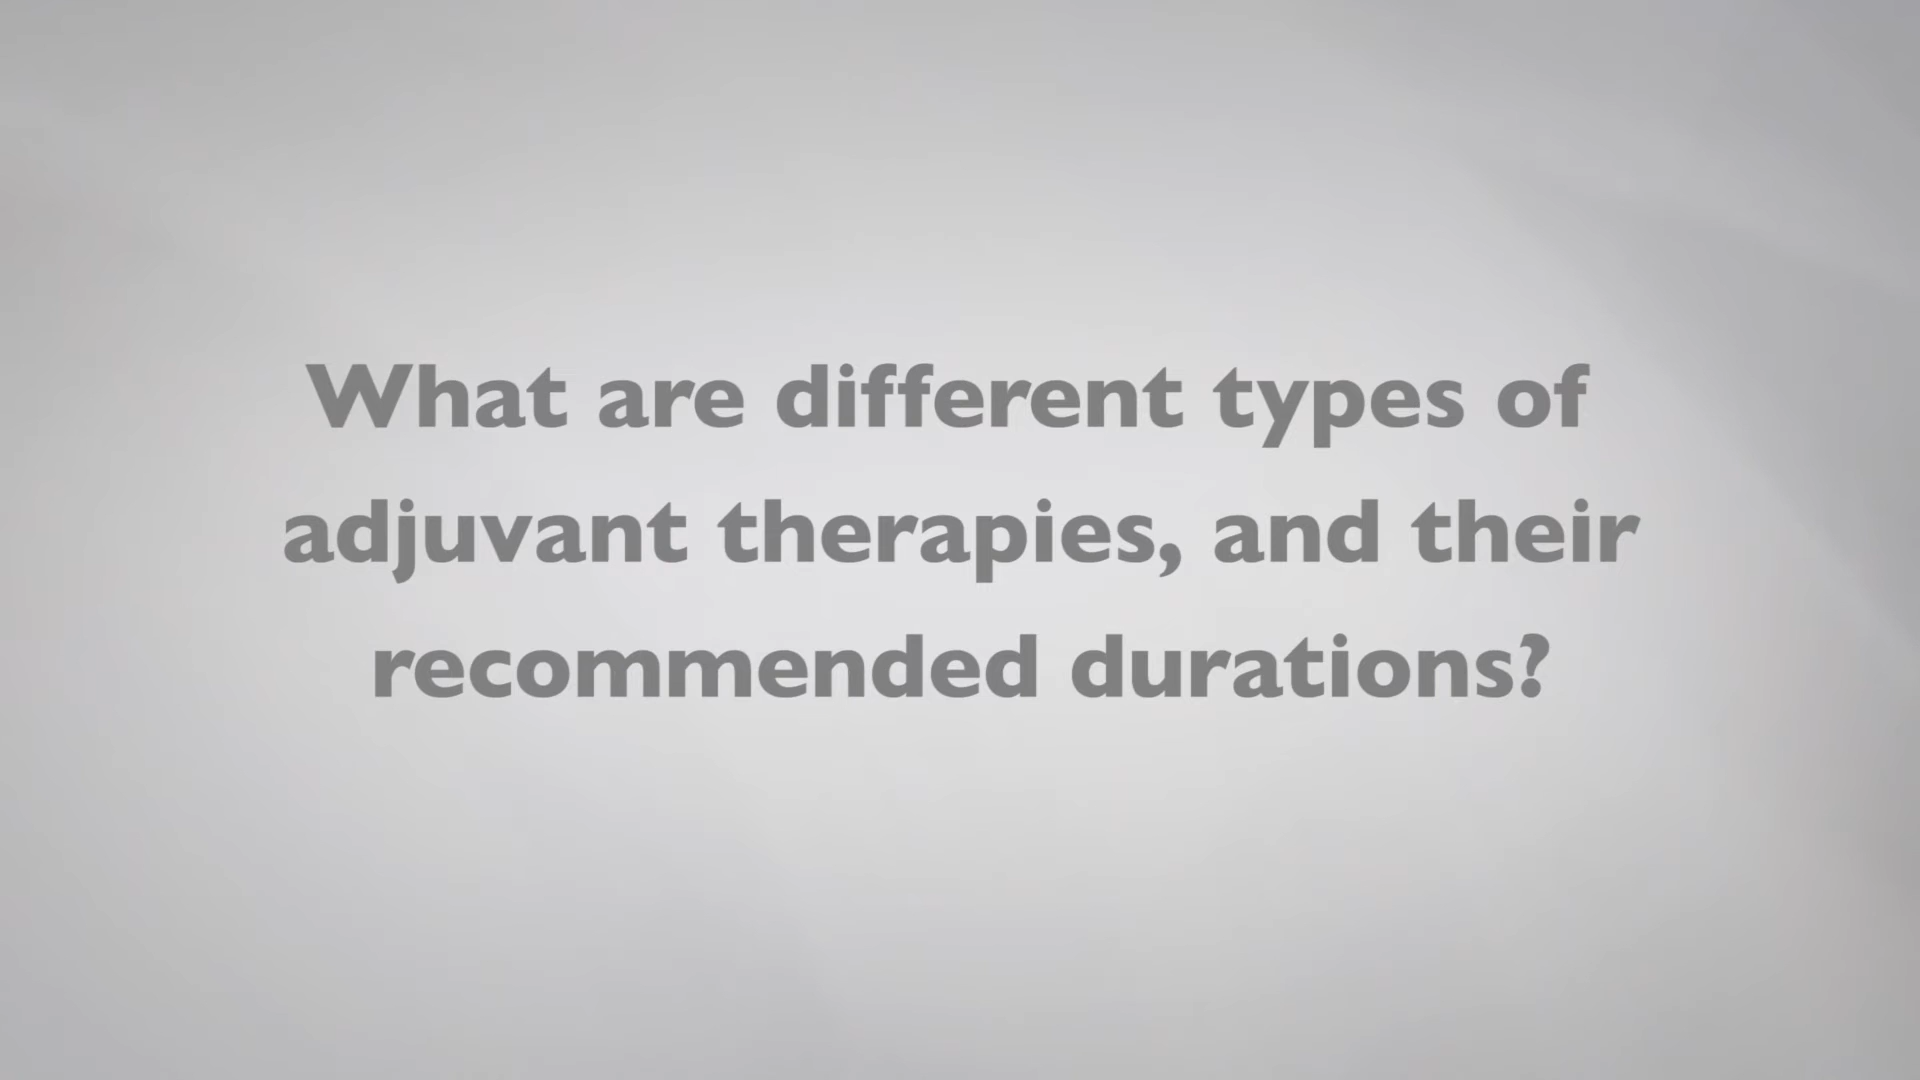 What are different types of
adjuvant therapies, and their
recommended durations?